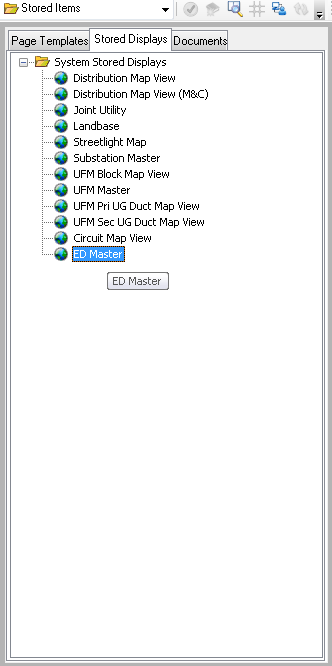 Stored Items
Page Templates Stored Displays Documents
System Stored Displays
Distribution Map View
Distribution Map View (M&C)
Joint Utility
Landbase
Streetlight Map
Substation Master
UFM Block Map View
UFM Master
UFM Pri UG Duct Map View
UFM Sec UG Duct Map View
Circuit Map View
ED Master
ED Master